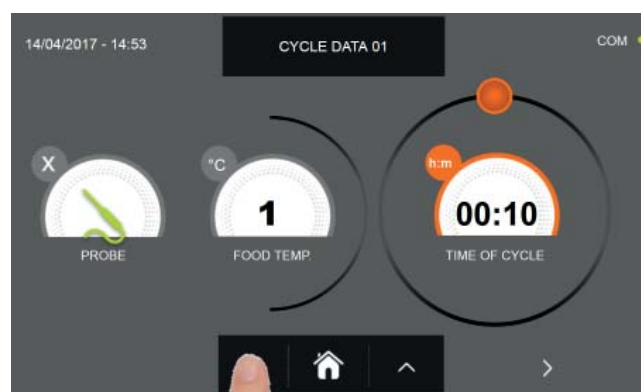 14/04/2017 - 14:53
CYCLE DATA 01
COM
X
°C
h:m
1
00:10
PROBE
FOOD TEMP.
TIME OF CYCLE